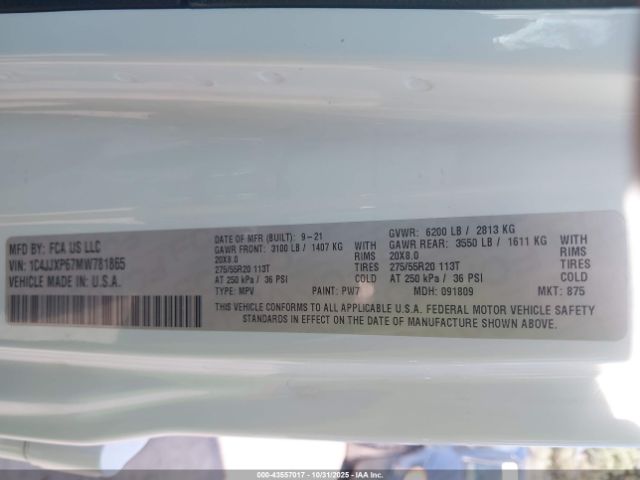 MFD BY: FCA US LLC
VIN: 1C4JJXP67MW781865
VEHICLE MADE IN: U.S.A.
DATE OF MFR (BUILT): 9-21
GAWR FRONT: 3100 LB / 1407 KG WITH
20X8.0 RIMS
275/55R20 113T TIRES
AT 250 kPa / 36 PSI COLD
TYPE: MPV PAINT: PW7
GVWR: 6200 LB / 2813 KG
GAWR REAR: 3550 LB / 1611 KG WITH
20X8.0 RIMS
275/55R20 113T TIRES
AT 250 kPa / 36 PSI COLD
MDH: 091809 MKT: 875
THIS VEHICLE CONFORMS TO ALL APPLICABLE U.S.A. FEDERAL MOTOR VEHICLE SAFETY
STANDARDS IN EFFECT ON THE DATE OF MANUFACTURE SHOWN ABOVE.
000-43557017 - 10/31/2025 - IAA Inc.